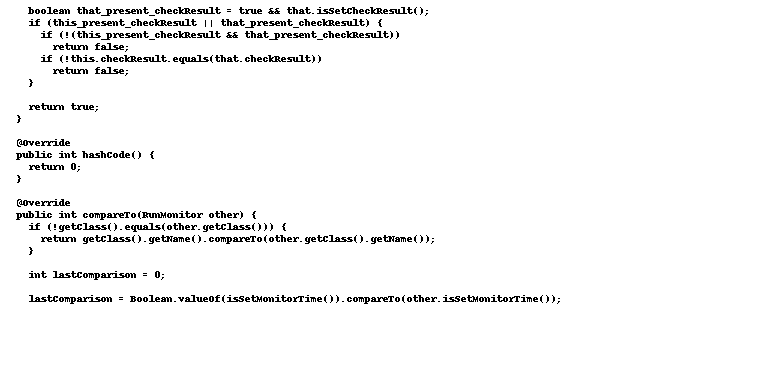 boolean that_present_checkResult = true && that.isSetCheckResult();
if (this_present_checkResult || that_present_checkResult) {
if (!(this_present_checkResult && that_present_checkResult))
return false;
if (!this.checkResult.equals(that.checkResult))
return false;
}
return true;
}
@Override
public int hashCode() {
return 0;
}
@Override
public int compareTo(RunMonitor other) {
if (!getClass().equals(other.getClass())) {
return getClass().getName().compareTo(other.getClass().getName());
}
int lastComparison = 0;
lastComparison = Boolean.valueOf(isSetMonitorTime()).compareTo(other.isSetMonitorTime());